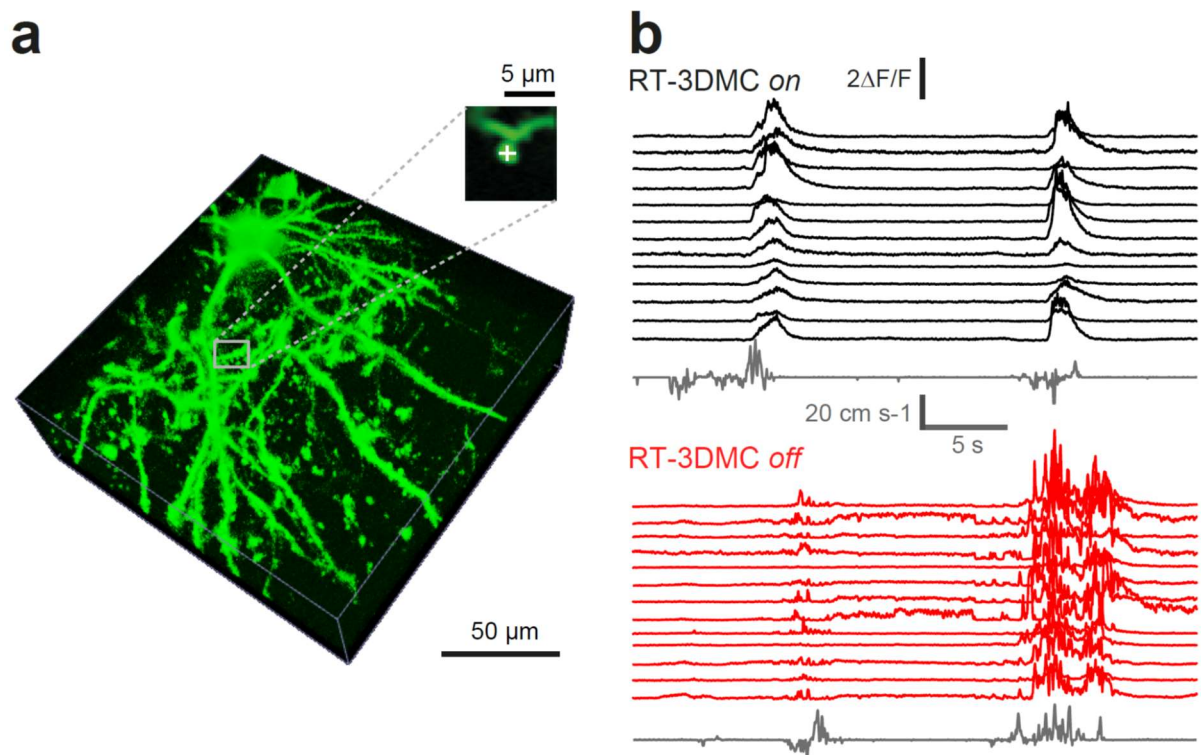 a
5 µm
50 µm
b
RT-3DMC on
2ΔF/F
20 cm s-1
5 s
RT-3DMC off